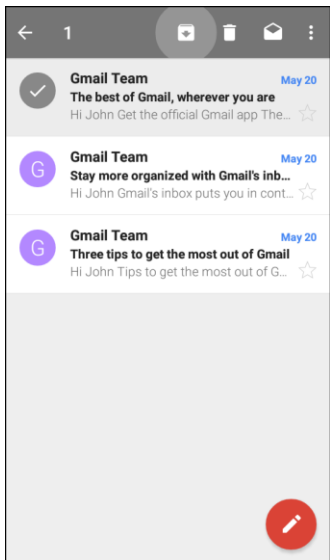 1
Gmail Team May 20
The best of Gmail, wherever you are
Hi John Get the official Gmail app The...
G
Gmail Team May 20
Stay more organized with Gmail's inb...
Hi John Gmail's inbox puts you in cont...
G
Gmail Team May 20
Three tips to get the most out of Gmail
Hi John Tips to get the most out of G...